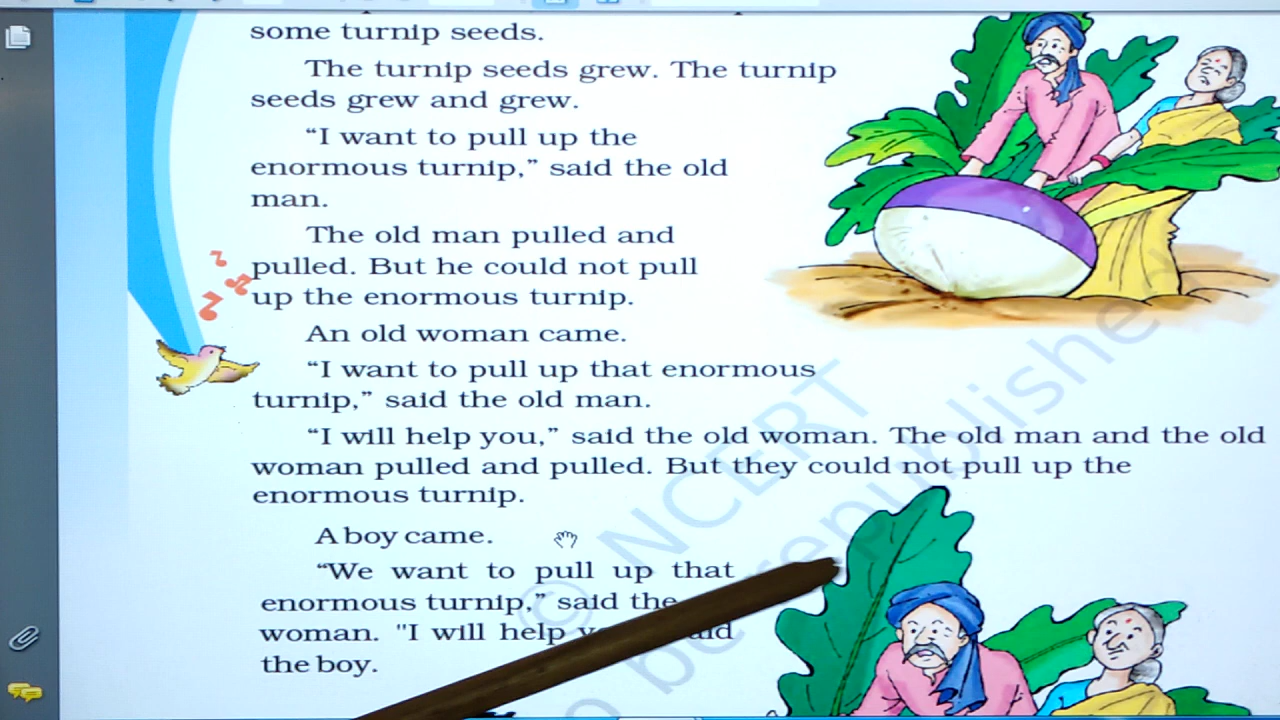 some turnip seeds.
The turnip seeds grew. The turnip
seeds grew and grew.
“I want to pull up the
enormous turnip,” said the old
man.
The old man pulled and
pulled. But he could not pull
up the enormous turnip.
An old woman came.
“I want to pull up that enormous
turnip,” said the old man.
“I will help you,” said the old woman. The old man and the old
woman pulled and pulled. But they could not pull up the
enormous turnip.
A boy came.
“We want to pull up that
enormous turnip,” said the
woman. "I will help
the boy.
© NCERT
be republished